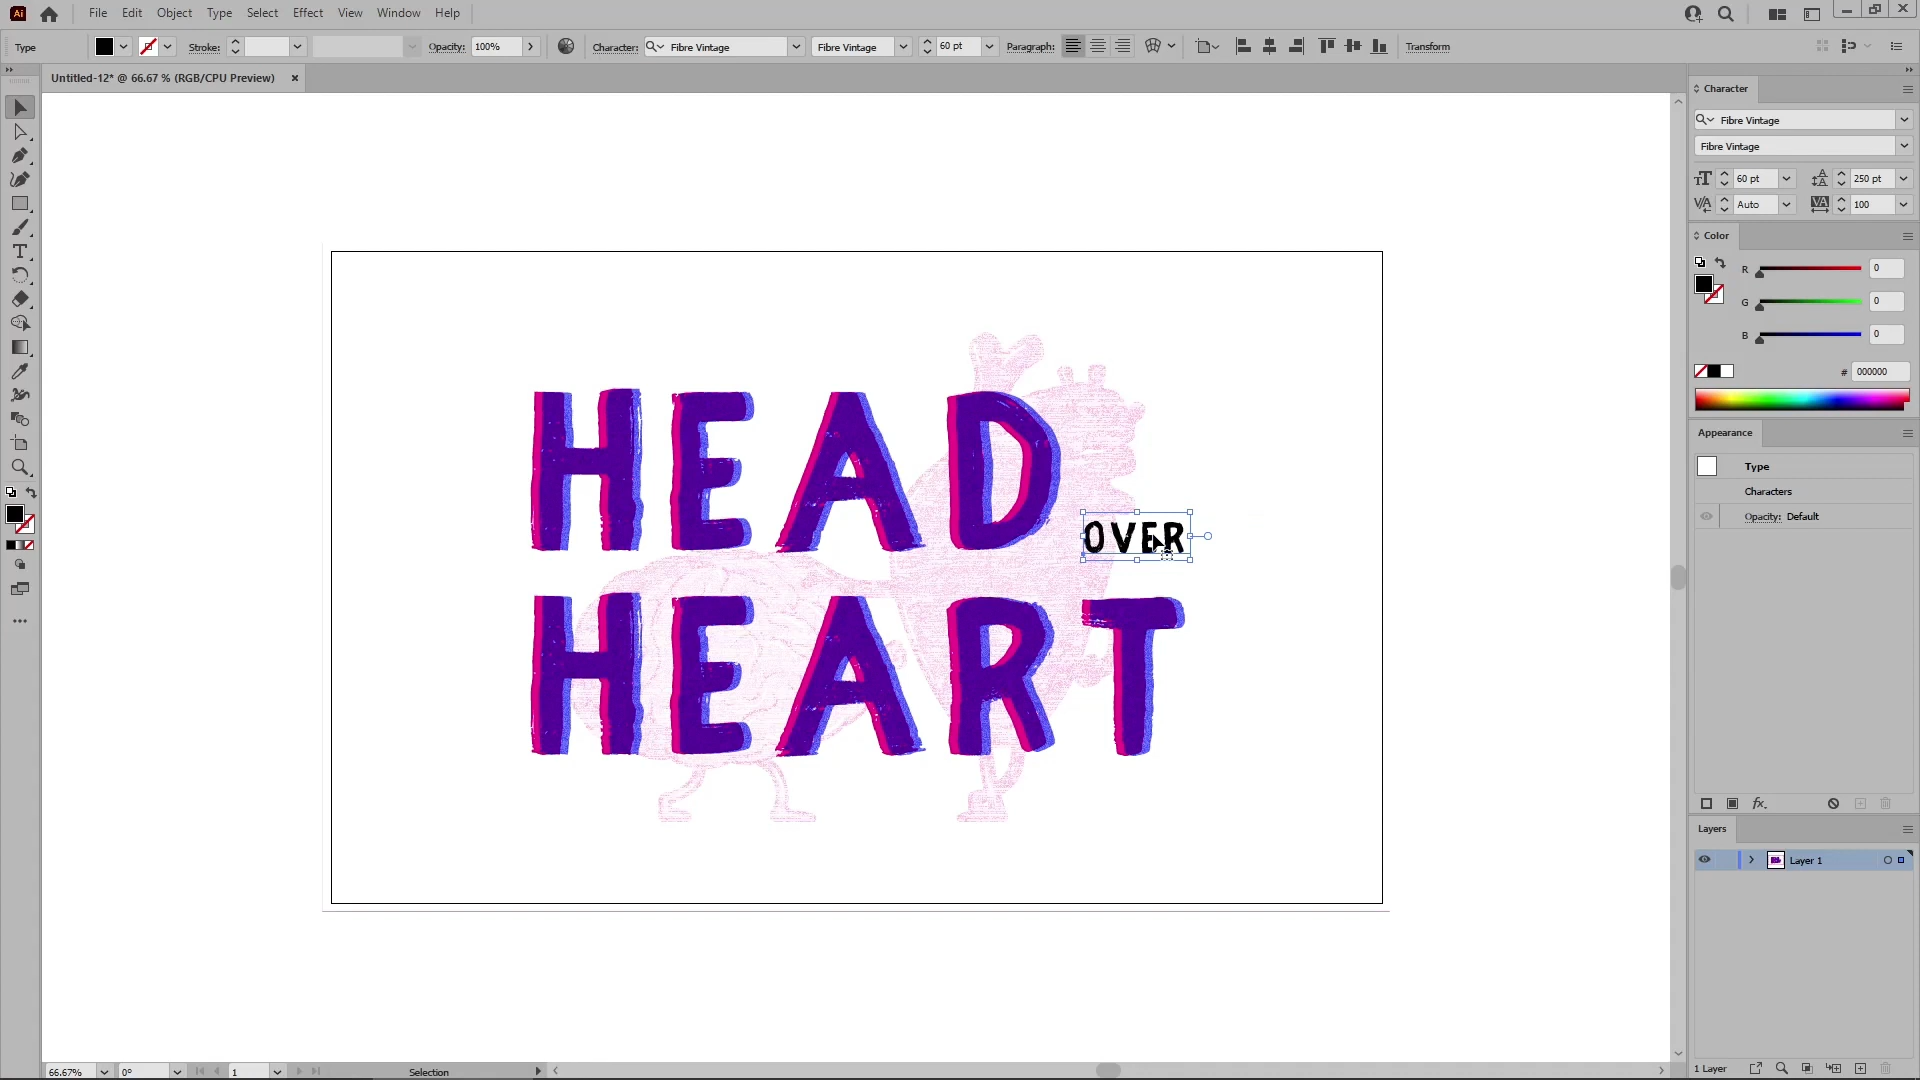 Ai File Edit Object Type Select Effect View Window Help
Type Stroke: Opacity: 100% Character: Fibre Vintage Fibre Vintage 60 pt Paragraph: Transform
Untitled-12* @ 66.67 % (RGB/CPU Preview) ×
Character
Fibre Vintage
Fibre Vintage
60 pt 250 pt
Auto 100
Color
R 0
G 0
B 0
# 000000
Appearance
Type
Characters
Opacity: Default
fx.
Layers
Layer 1
1 Layer
HEAD
OVER
HEART
66.67% 0° 1 Selection